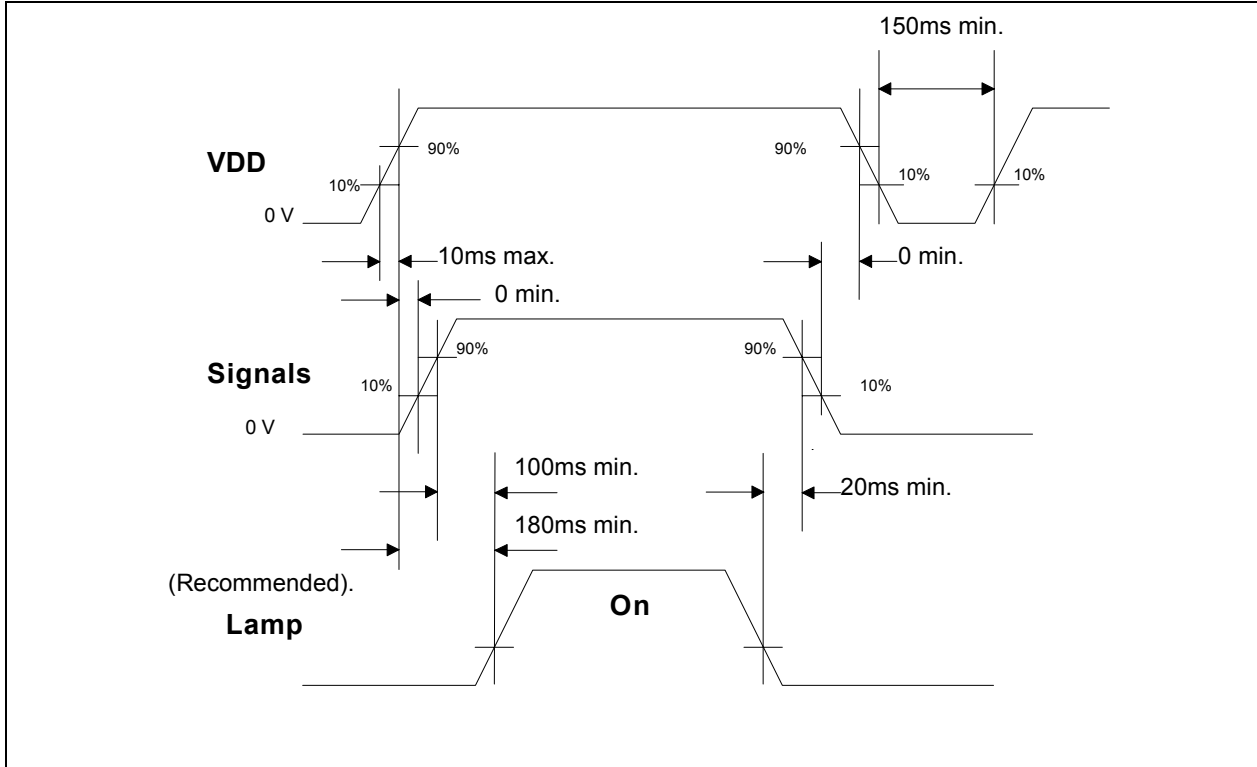 150ms min.
VDD
90%
90%
10%
10%
10%
0 V
10ms max.
0 min.
0 min.
Signals
90%
90%
10%
10%
0 V
100ms min.
20ms min.
180ms min.
(Recommended).
Lamp
On